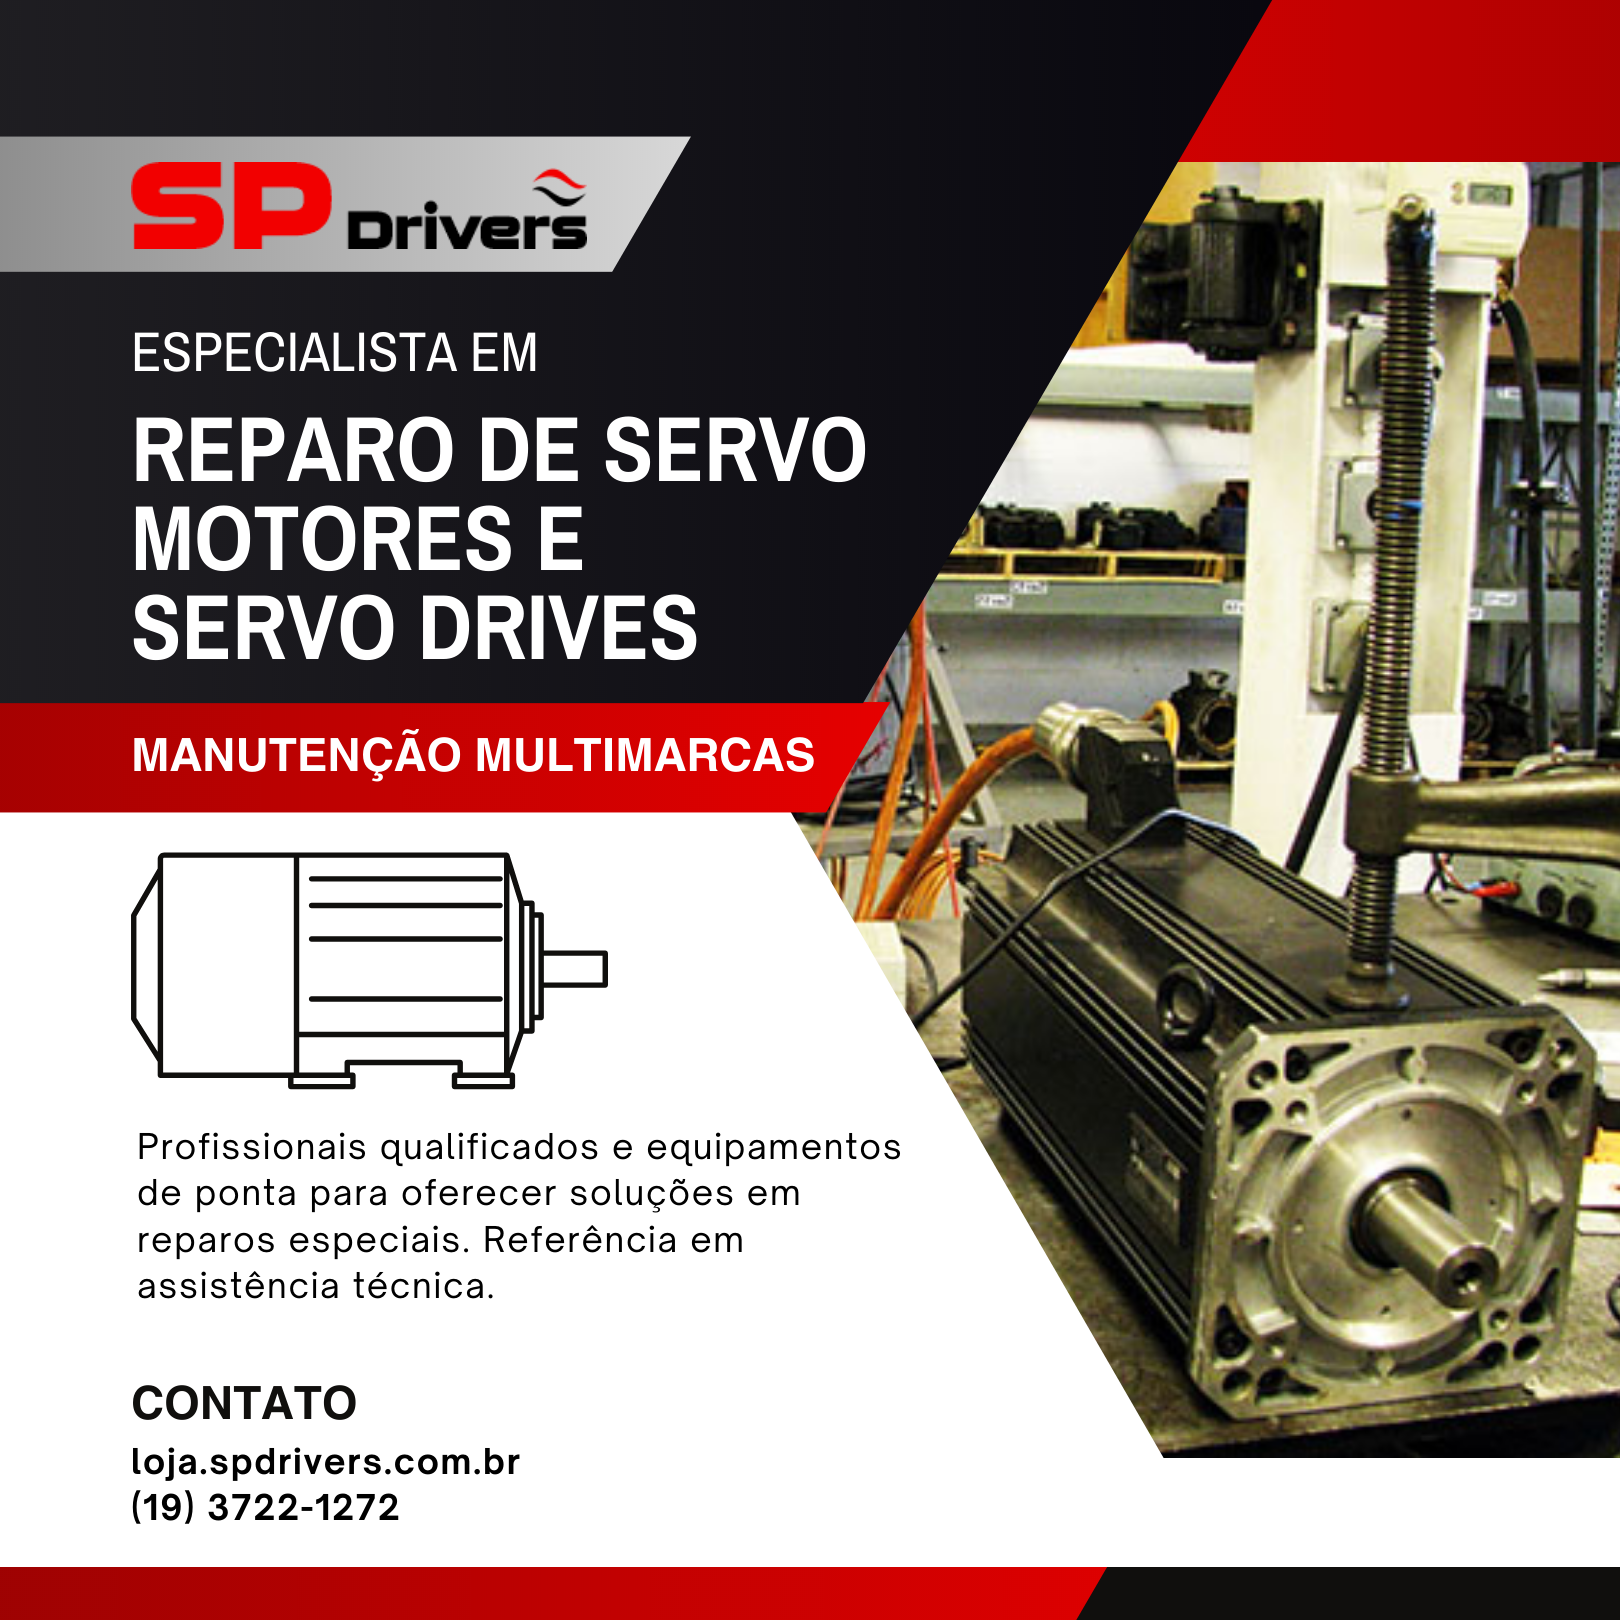 SP Drivers
ESPECIALISTA EM
REPARO DE SERVO
MOTORES E
SERVO DRIVES
MANUTENÇÃO MULTIMARCAS
Profissionais qualificados e equipamentos
de ponta para oferecer soluções em
reparos especiais. Referência em
assistência técnica.
CONTATO
loja.spdrivers.com.br
(19) 3722-1272